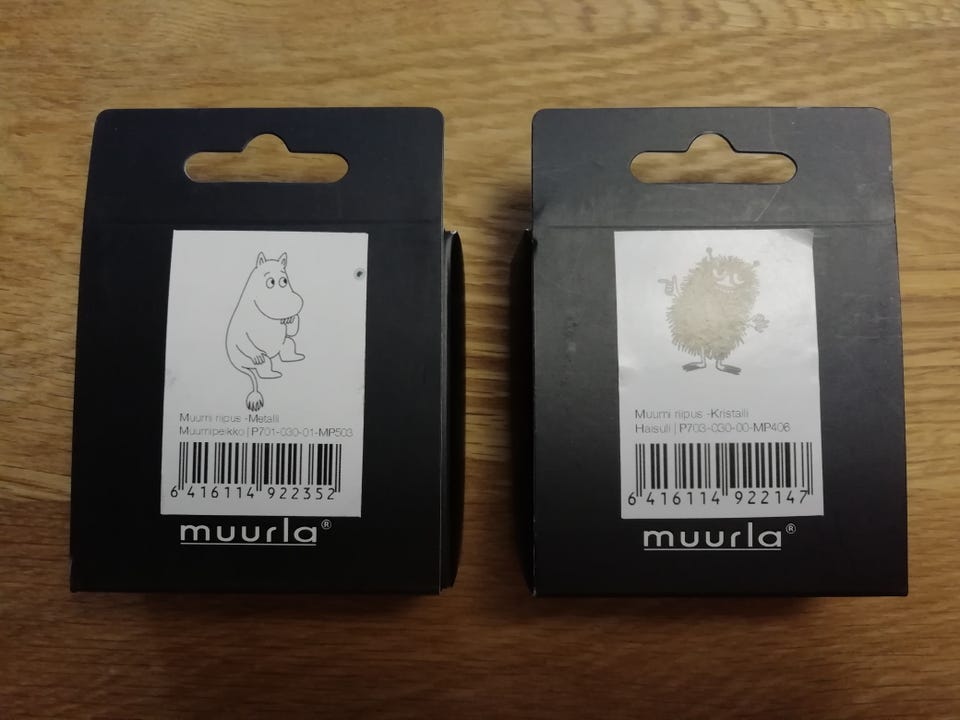 Muumi riipus -Metalli
Muumipeikko | P701-030-01-MP503
6 416114 922352
muurla®
Muumi riipus -Kristalli
Haisuli | P703-030-00-MP406
6 416114 922147
muurla®